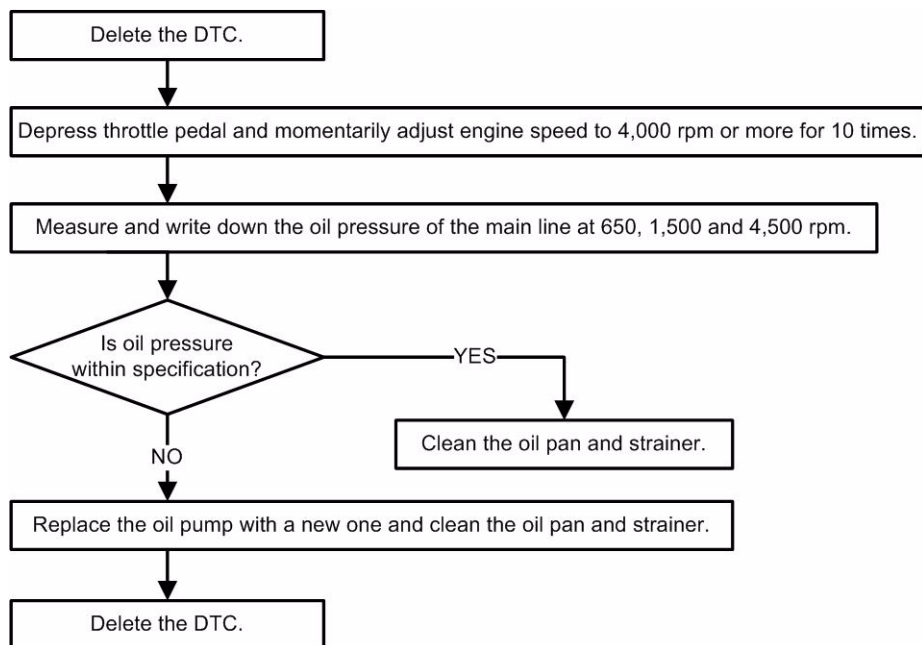 Delete the DTC.
Depress throttle pedal and momentarily adjust engine speed to 4,000 rpm or more for 10 times.
Measure and write down the oil pressure of the main line at 650, 1,500 and 4,500 rpm.
Is oil pressure
within specification?
YES
Clean the oil pan and strainer.
NO
Replace the oil pump with a new one and clean the oil pan and strainer.
Delete the DTC.